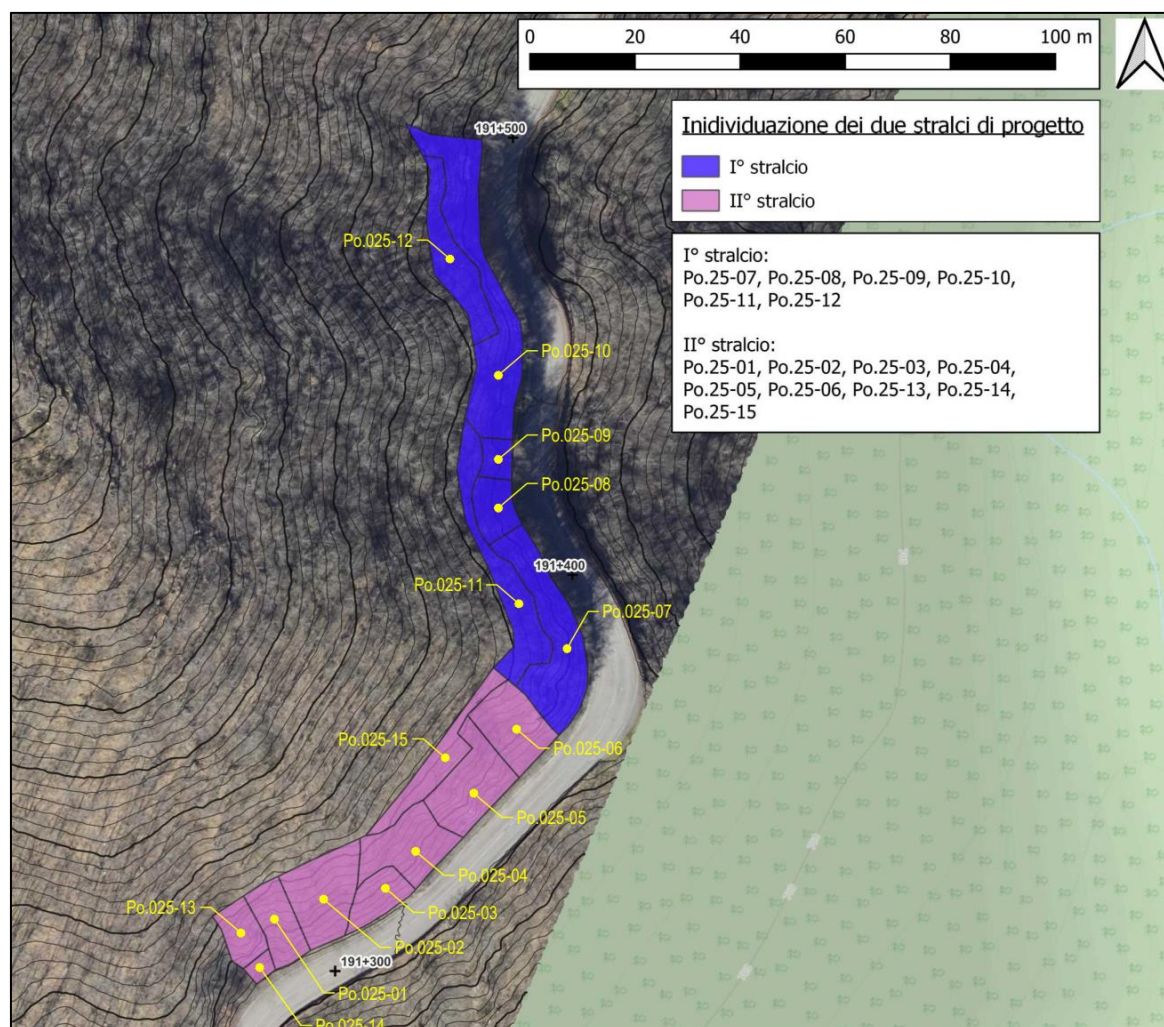 0 20 40 60 80 100 m
Inidividuazione dei due stralci di progetto
I° stralcio
II° stralcio
I° stralcio:
Po.25-07, Po.25-08, Po.25-09, Po.25-10,
Po.25-11, Po.25-12
II° stralcio:
Po.25-01, Po.25-02, Po.25-03, Po.25-04,
Po.25-05, Po.25-06, Po.25-13, Po.25-14,
Po.25-15
191+500
Po.025-12
Po.025-10
Po.025-09
Po.025-08
191+400
Po.025-11
Po.025-07
Po.025-15
Po.025-06
Po.025-05
Po.025-04
Po.025-13
Po.025-03
Po.025-02
191+300
Po.025-01
Po.025-14